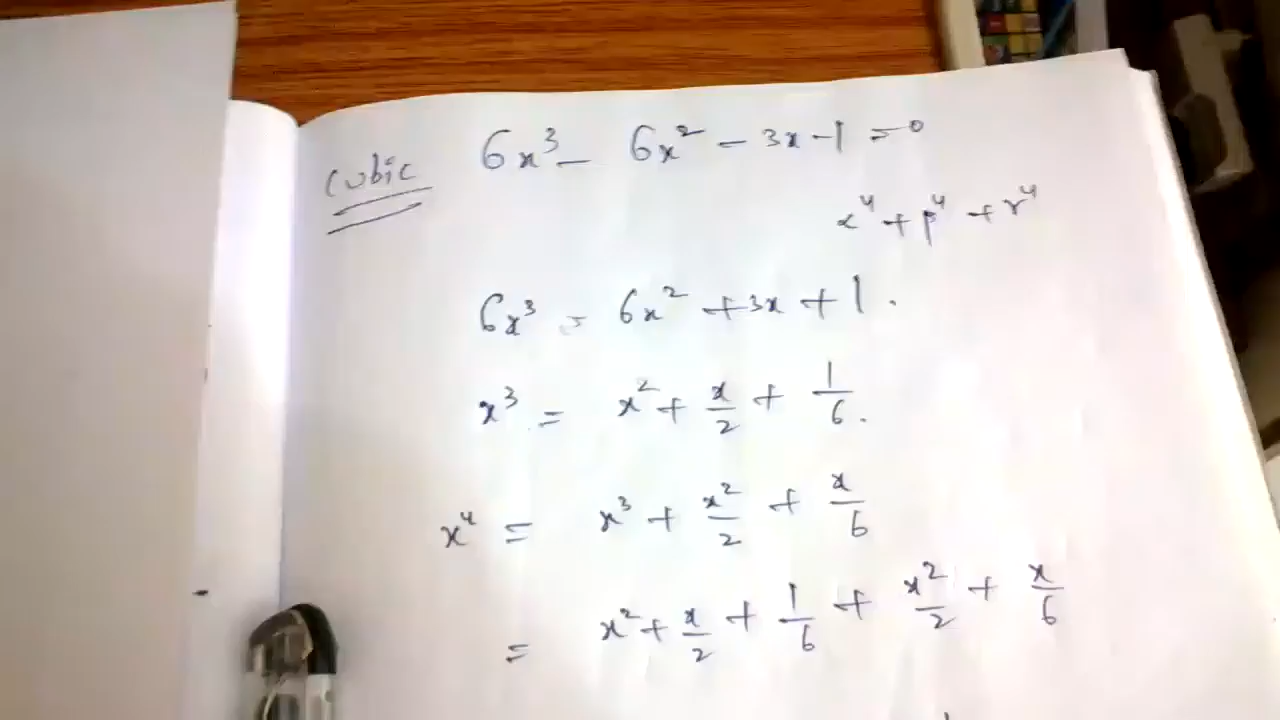 cubic 6x³ - 6x² - 3x - 1 = 0
α⁴ + β⁴ + γ⁴
6x³ = 6x² + 3x + 1.
x³ = x² + x/2 + 1/6.
x⁴ = x³ + x²/2 + x/6
= x² + x/2 + 1/6 + x²/2 + x/6